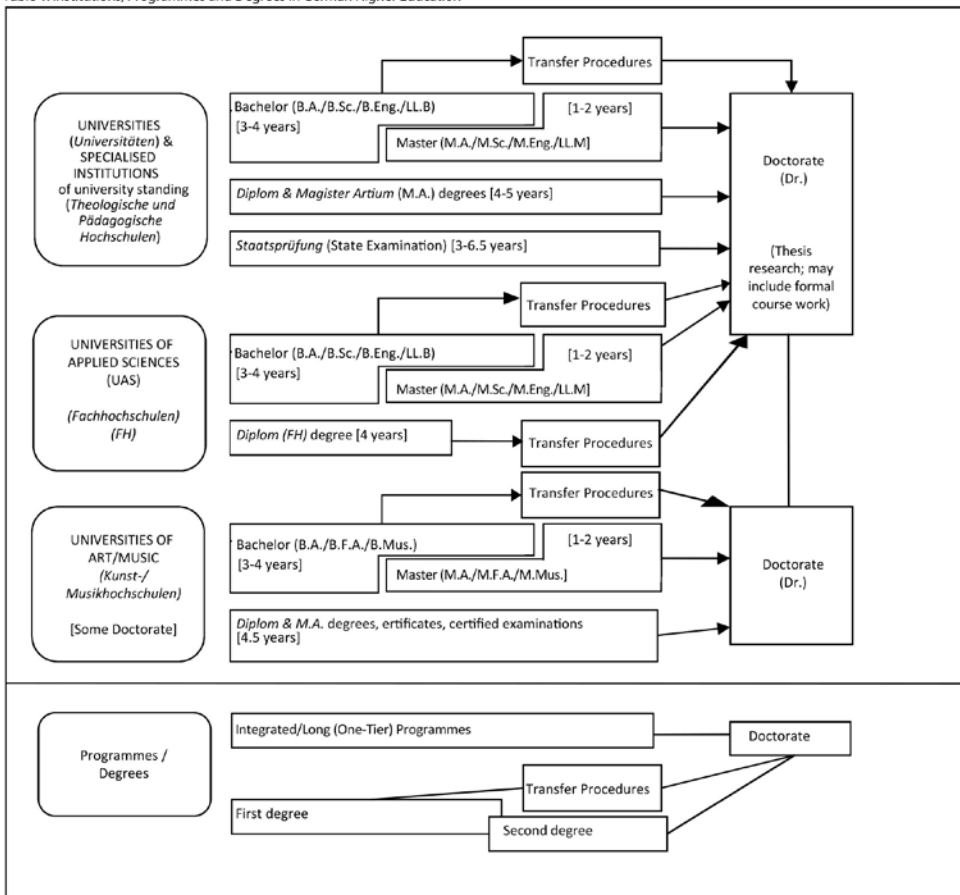 Table 1: Institutions, Programmes and Degrees in German Higher Education
Transfer Procedures
UNIVERSITIES
(Universitäten) &
SPECIALISED
INSTITUTIONS
of university standing
(Theologische und
Pädagogische
Hochschulen)
Bachelor (B.A./B.Sc./B.Eng./LL.B)
[3-4 years]
[1-2 years]
Master (M.A./M.Sc./M.Eng./LL.M]
Diplom & Magister Artium (M.A.) degrees [4-5 years]
Staatsprüfung (State Examination) [3-6.5 years]
Doctorate
(Dr.)
(Thesis
research; may
include formal
course work)
Transfer Procedures
UNIVERSITIES OF
APPLIED SCIENCES
(UAS)
(Fachhochschulen)
(FH)
Bachelor (B.A./B.Sc./B.Eng./LL.B)
[3-4 years]
[1-2 years]
Master (M.A./M.Sc./M.Eng./LL.M]
Diplom (FH) degree [4 years]
Transfer Procedures
Transfer Procedures
UNIVERSITIES OF
ART/MUSIC
(Kunst-/
Musikhochschulen)
[Some Doctorate]
Bachelor (B.A./B.F.A./B.Mus.)
[3-4 years]
[1-2 years]
Master (M.A./M.F.A./M.Mus.]
Diplom & M.A. degrees, ertificates, certified examinations
[4.5 years]
Doctorate
(Dr.)
Programmes /
Degrees
Integrated/Long (One-Tier) Programmes
Doctorate
Transfer Procedures
First degree
Second degree